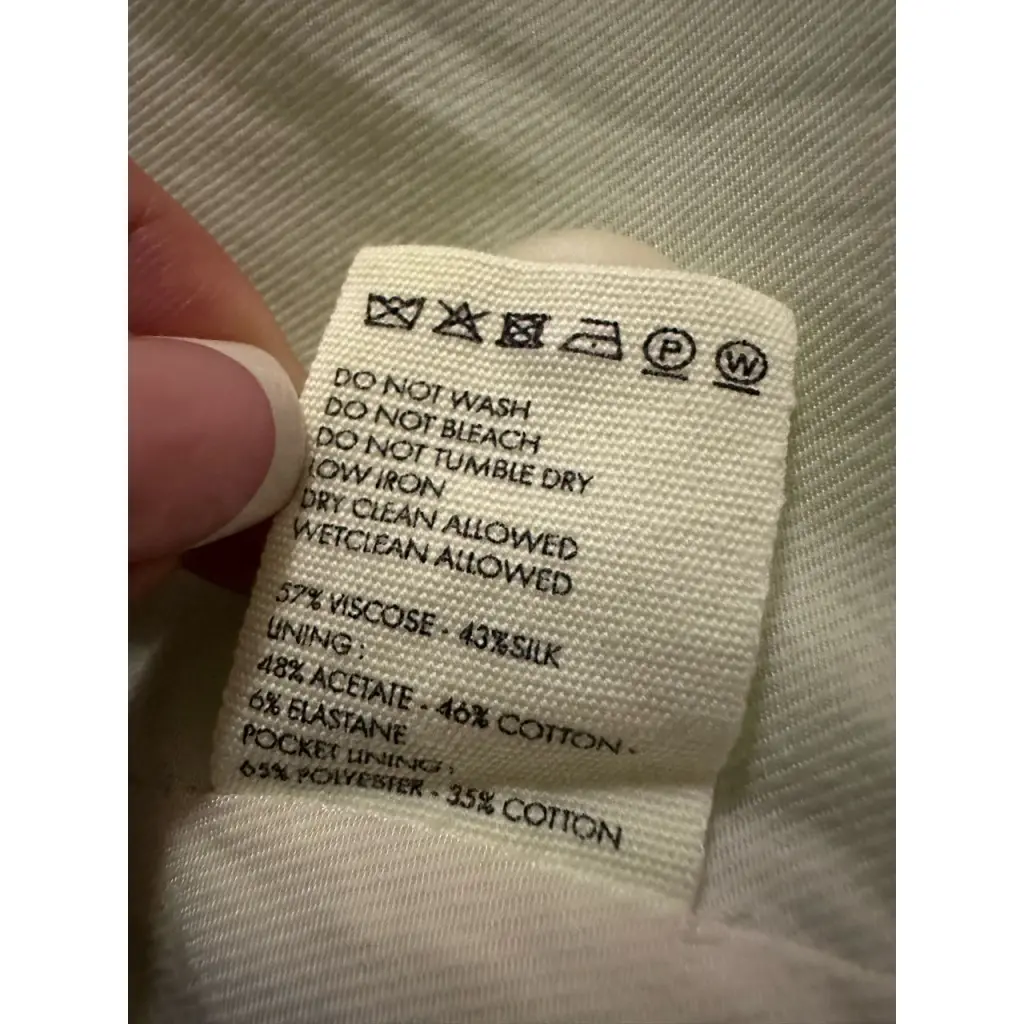 P W
DO NOT WASH
DO NOT BLEACH
DO NOT TUMBLE DRY
LOW IRON
DRY CLEAN ALLOWED
WETCLEAN ALLOWED
57% VISCOSE - 43%SILK
LINING :
48% ACETATE - 46% COTTON -
6% ELASTANE
POCKET LINING :
65% POLYESTER - 35% COTTON